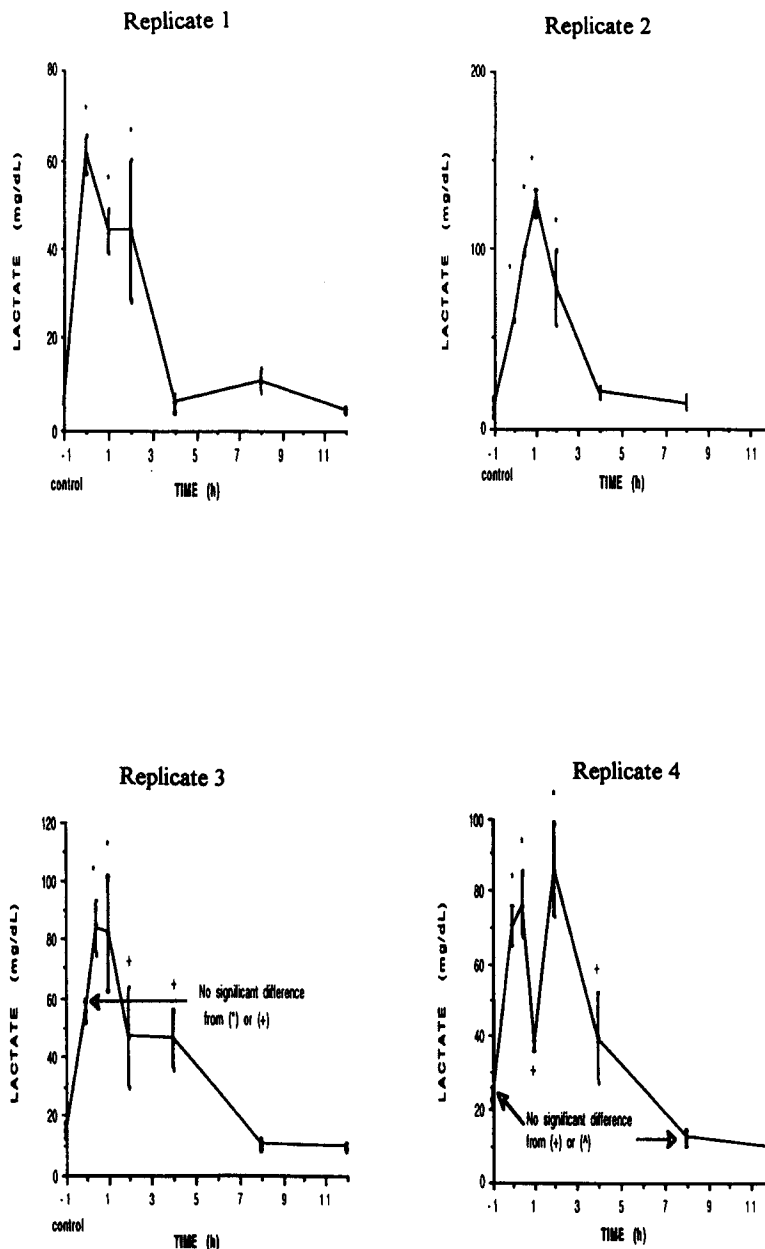 Replicate 1
LACTATE (mg/dL)
80
60
40
20
0
-1 1 3 5 7 9 11
control
TIME (h)
Replicate 2
LACTATE (mg/dL)
200
100
0
-1 1 3 5 7 9 11
control
TIME (h)
Replicate 3
LACTATE (mg/dL)
120
100
80
60
40
20
0
+
+
No significant difference
from (*) or (+)
-1 1 3 5 7 9 11
control
TIME (h)
Replicate 4
LACTATE (mg/dL)
100
80
60
40
20
0
+
+
No significant difference
from (+) or (^)
-1 1 3 5 7 9 11
TIME (h)